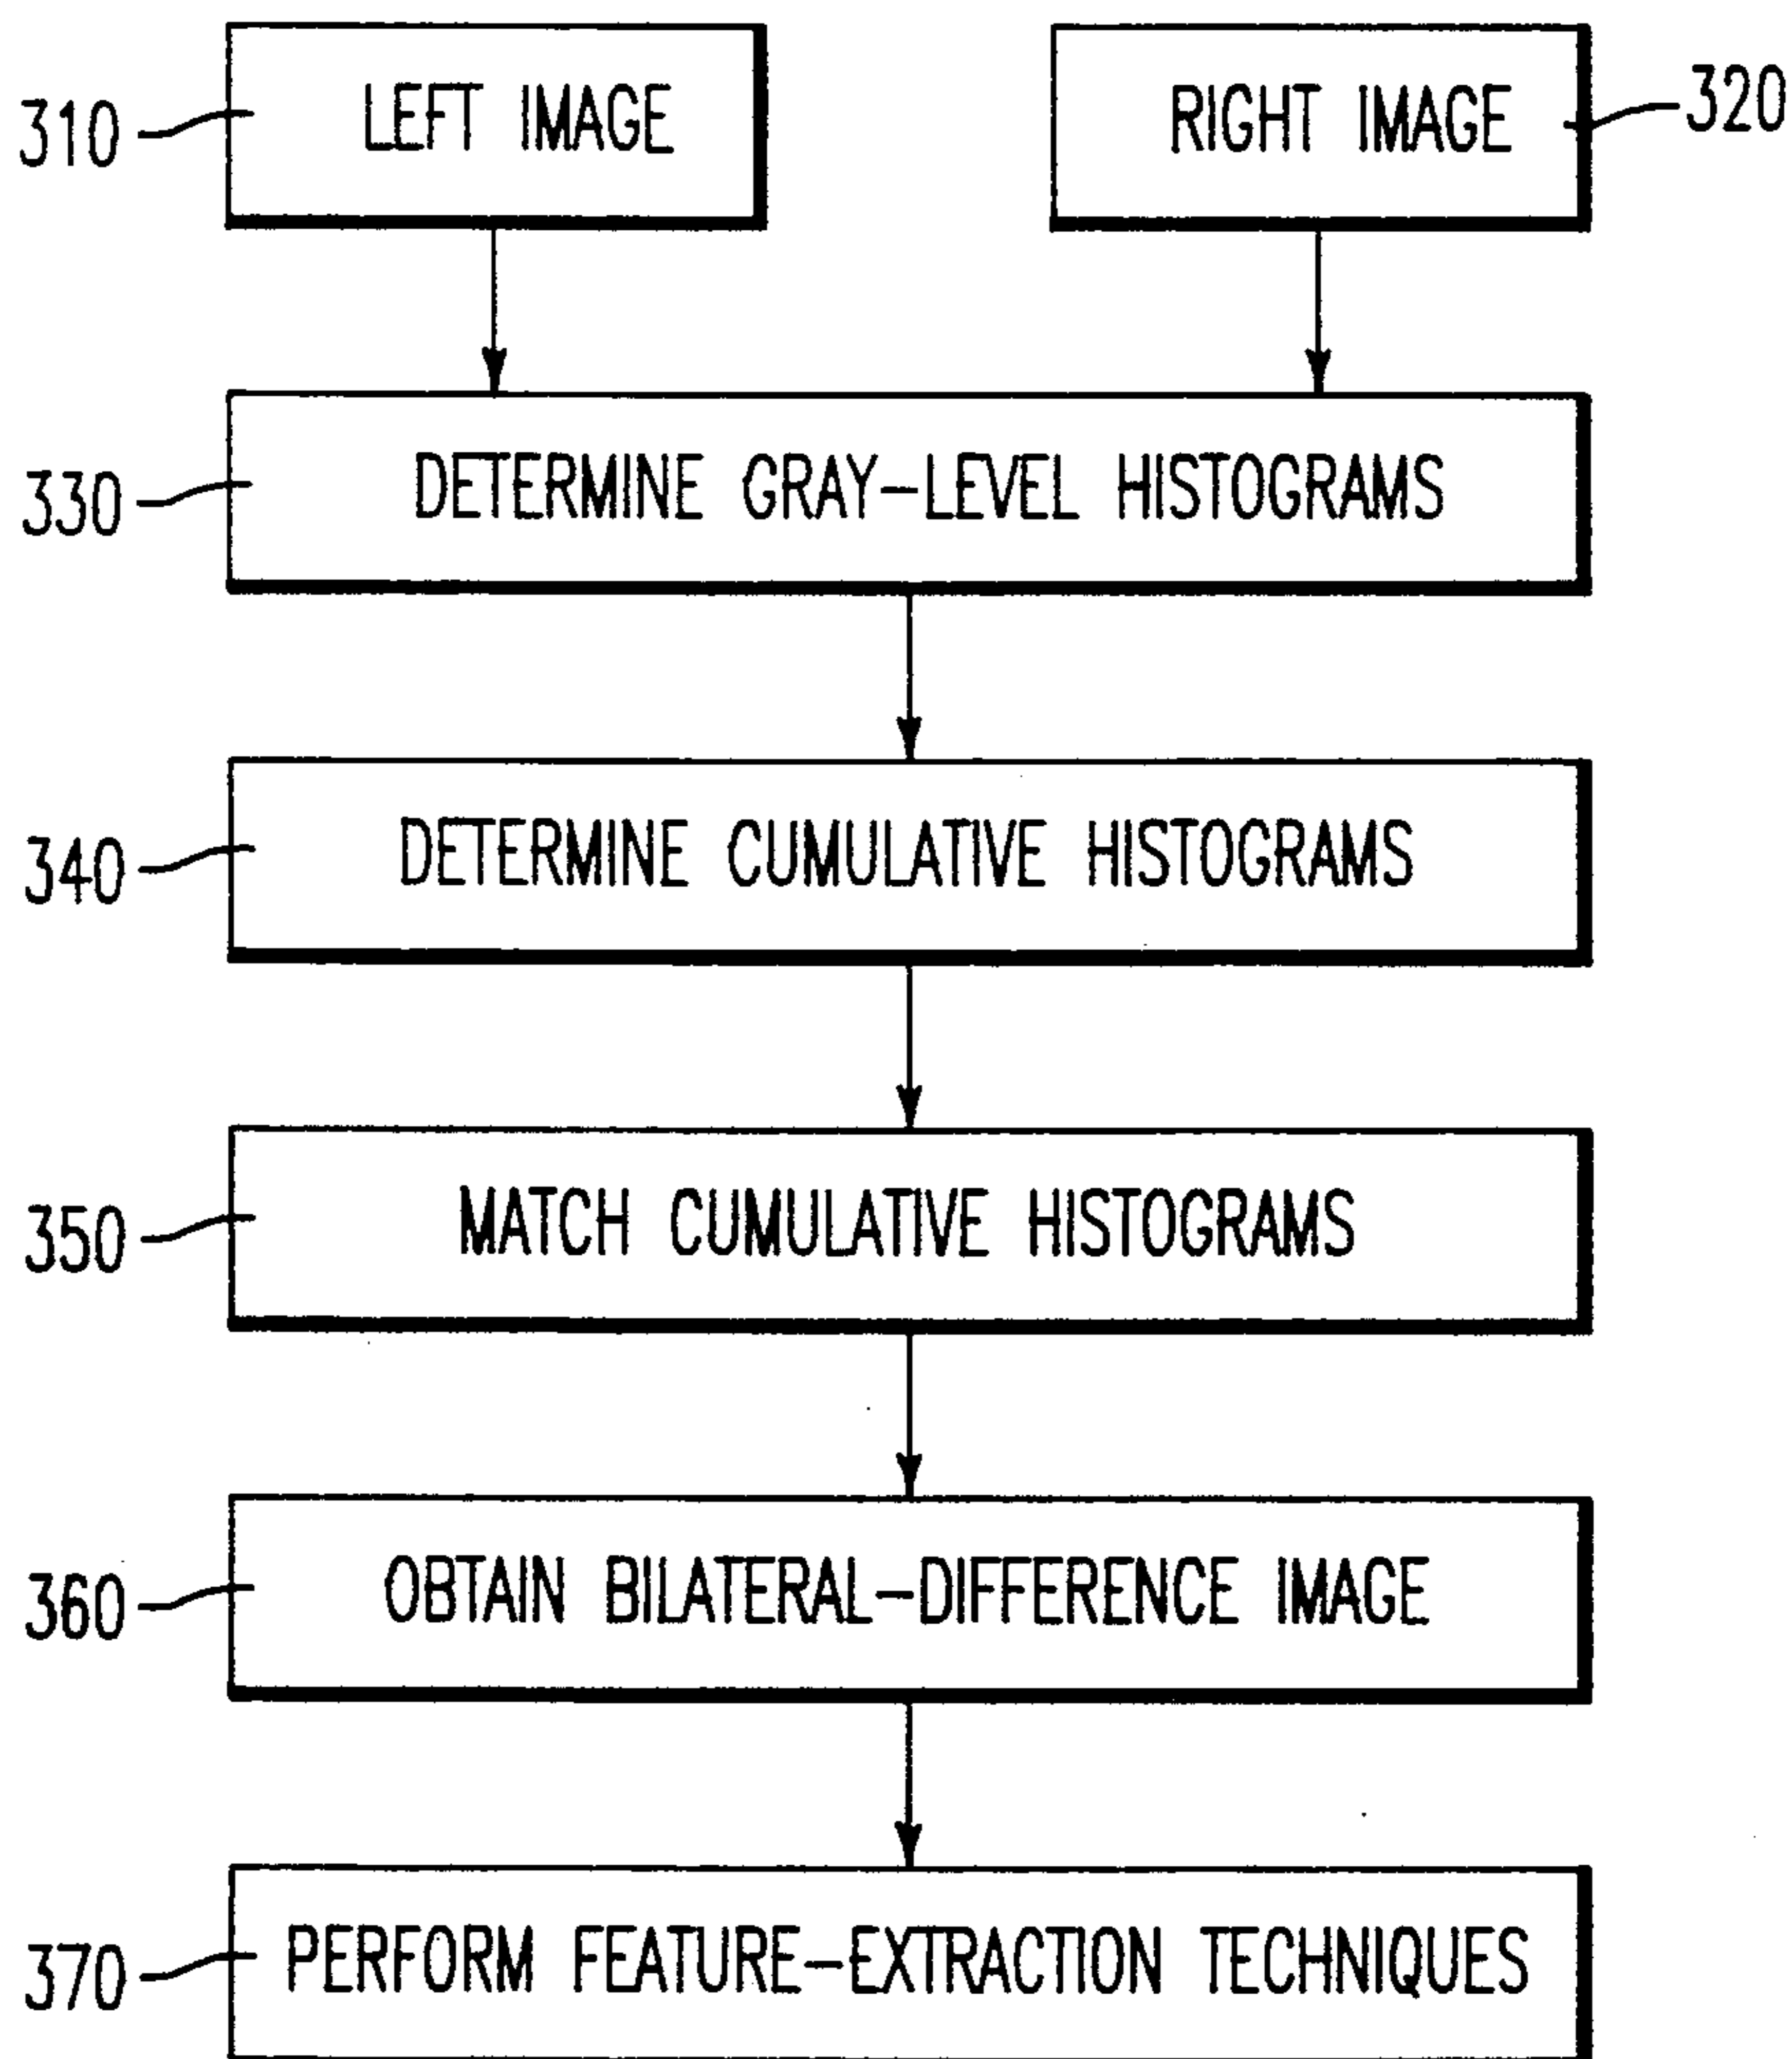 310 LEFT IMAGE
RIGHT IMAGE 320
330 DETERMINE GRAY-LEVEL HISTOGRAMS
340 DETERMINE CUMULATIVE HISTOGRAMS
350 MATCH CUMULATIVE HISTOGRAMS
360 OBTAIN BILATERAL-DIFFERENCE IMAGE
370 PERFORM FEATURE-EXTRACTION TECHNIQUES